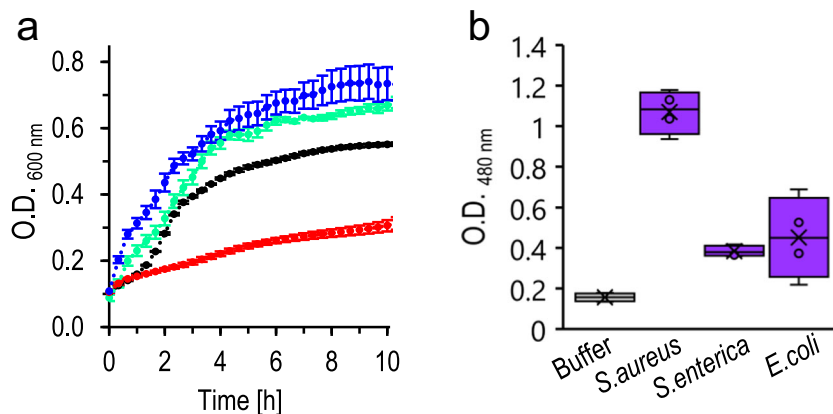 a
O.D. 600 nm
0.8
0.6
0.4
0.2
0.0
0 2 4 6 8 10
Time [h]
b
O.D. 480 nm
1.4
1.2
1
0.8
0.6
0.4
0.2
0
Buffer
S.aureus
S.enterica
E.coli